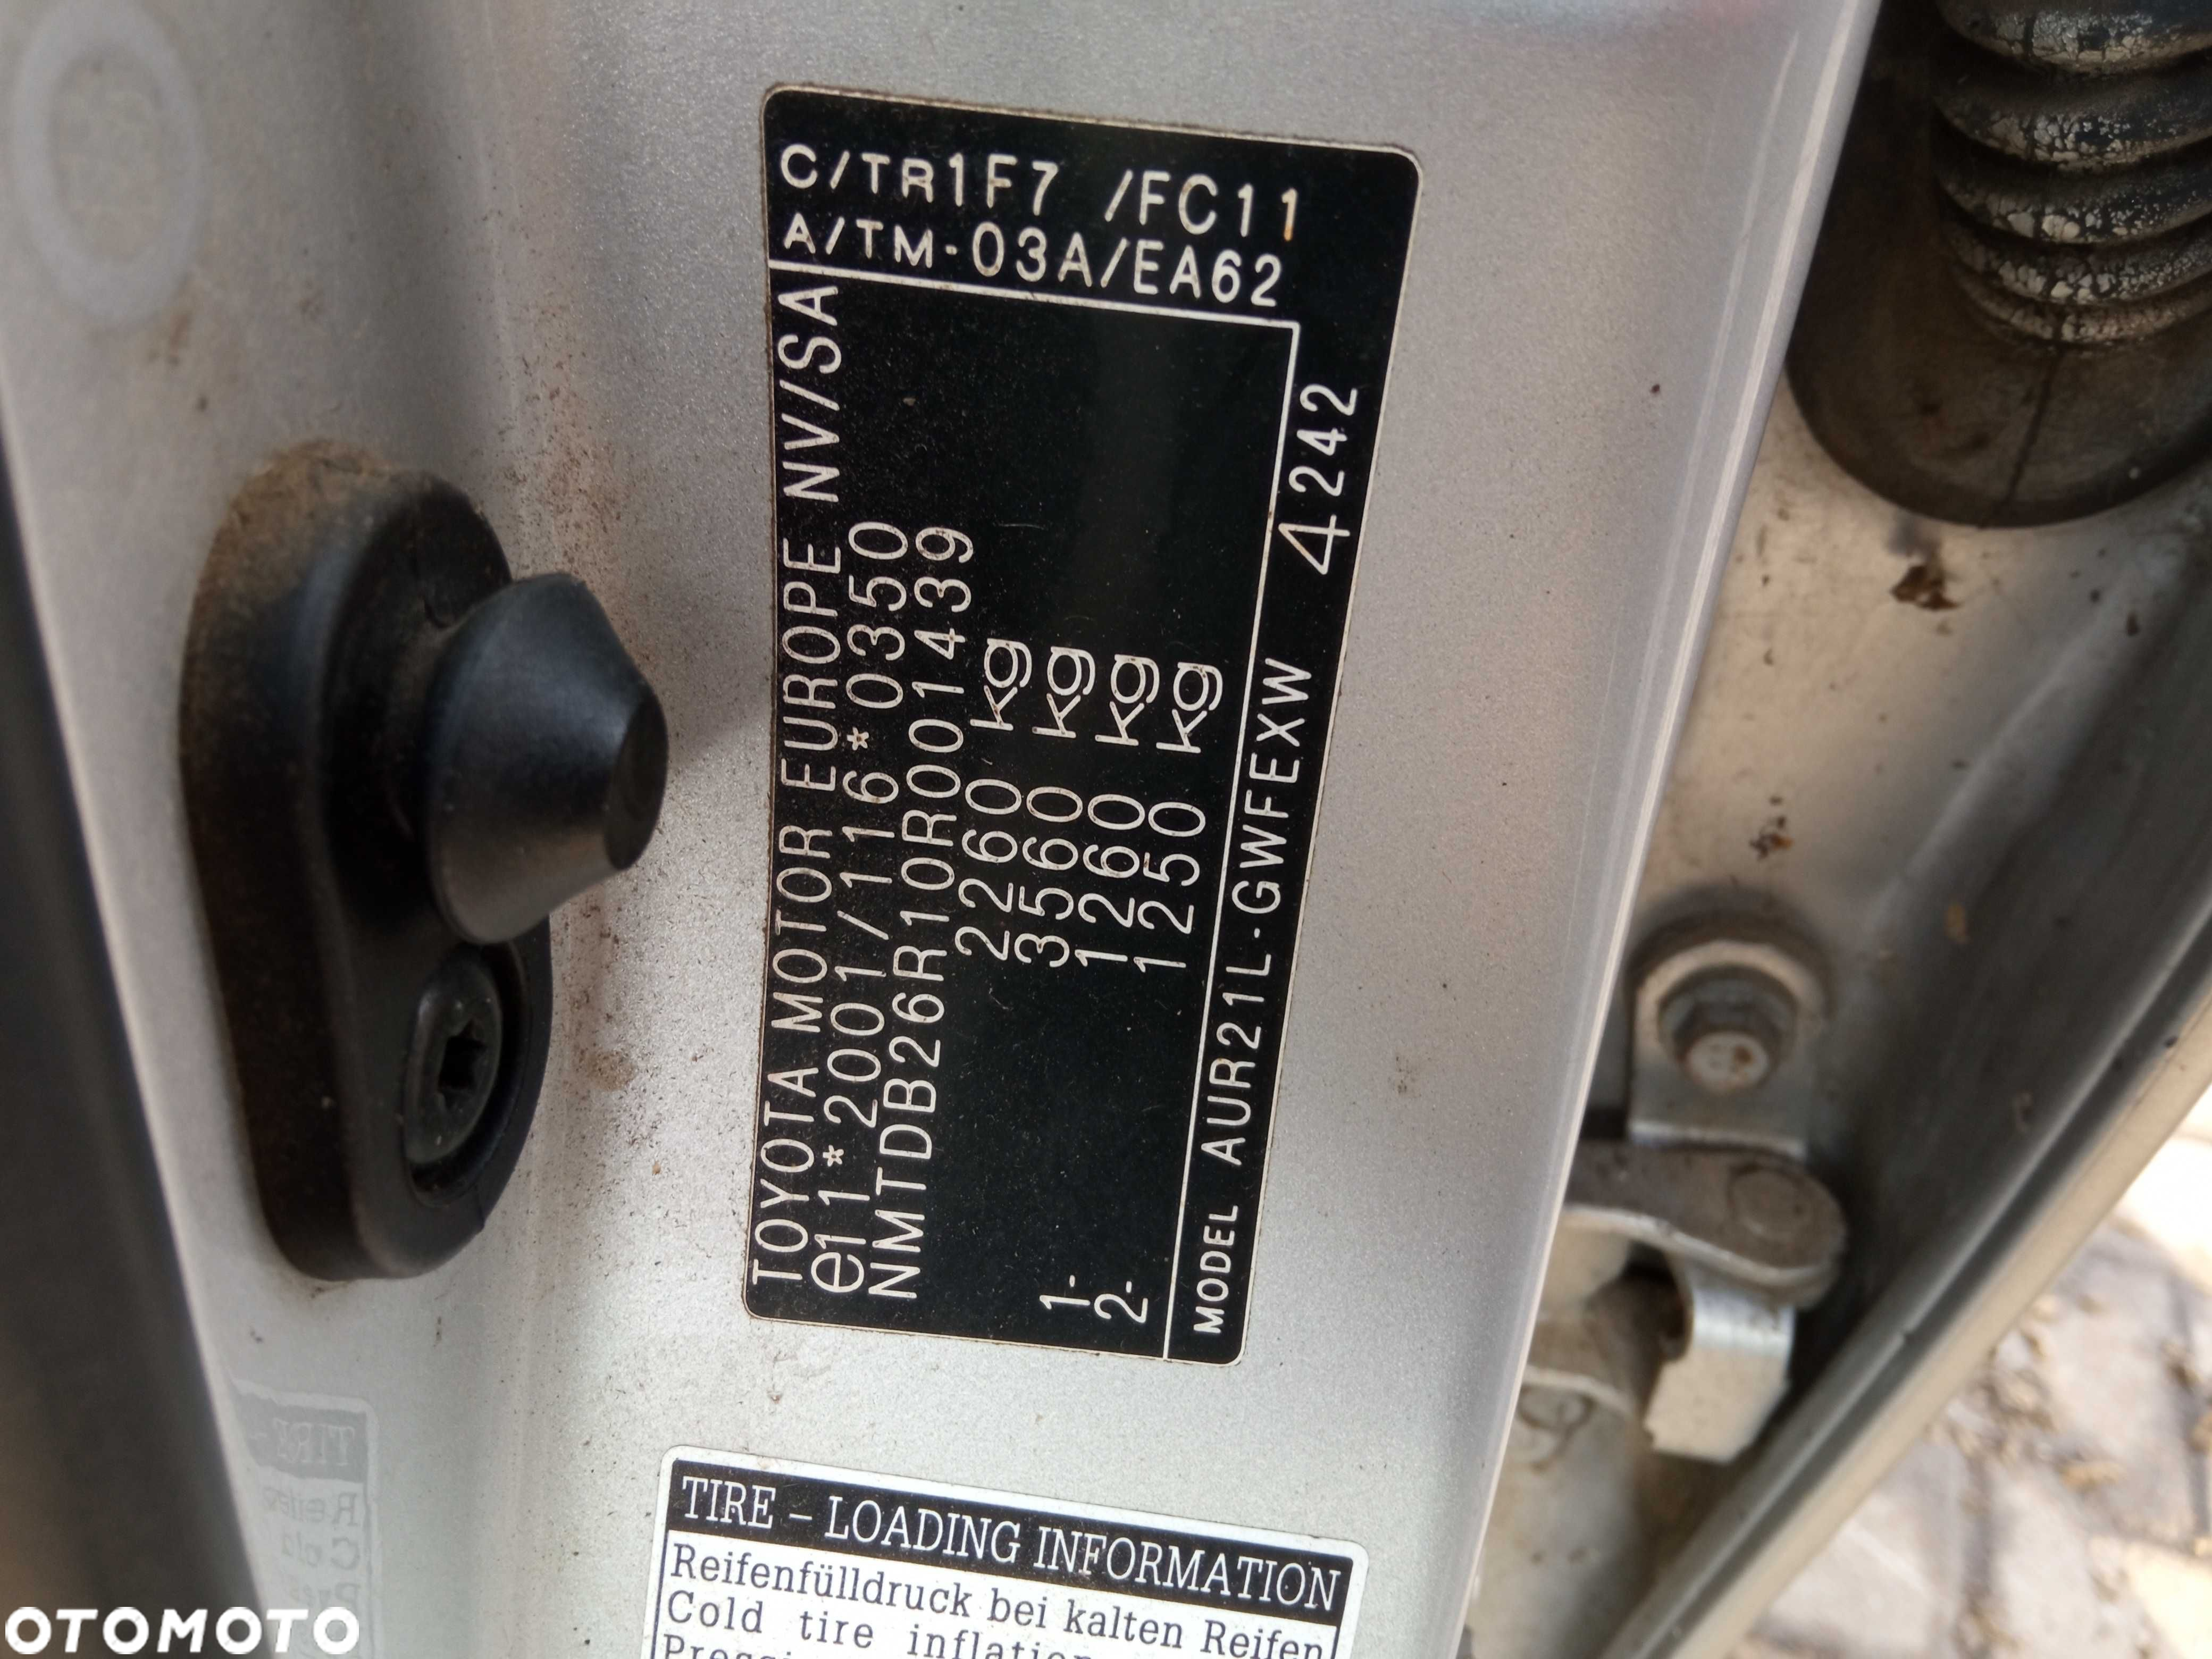 C/TR1F7 /FC11
A/TM-03A/EA62
TOYOTA MOTOR EUROPE NV/SA
e11*2001/116*0350
NMTDB26R10R001439
2260 kg
3560 kg
1- 1260 kg
2- 1250 kg
MODEL AUR21L-GWFEXW 4242
TIRE – LOADING INFORMATION
Reifenfülldruck bei kalten Reifen
Cold tire inflation
OTOMOTO